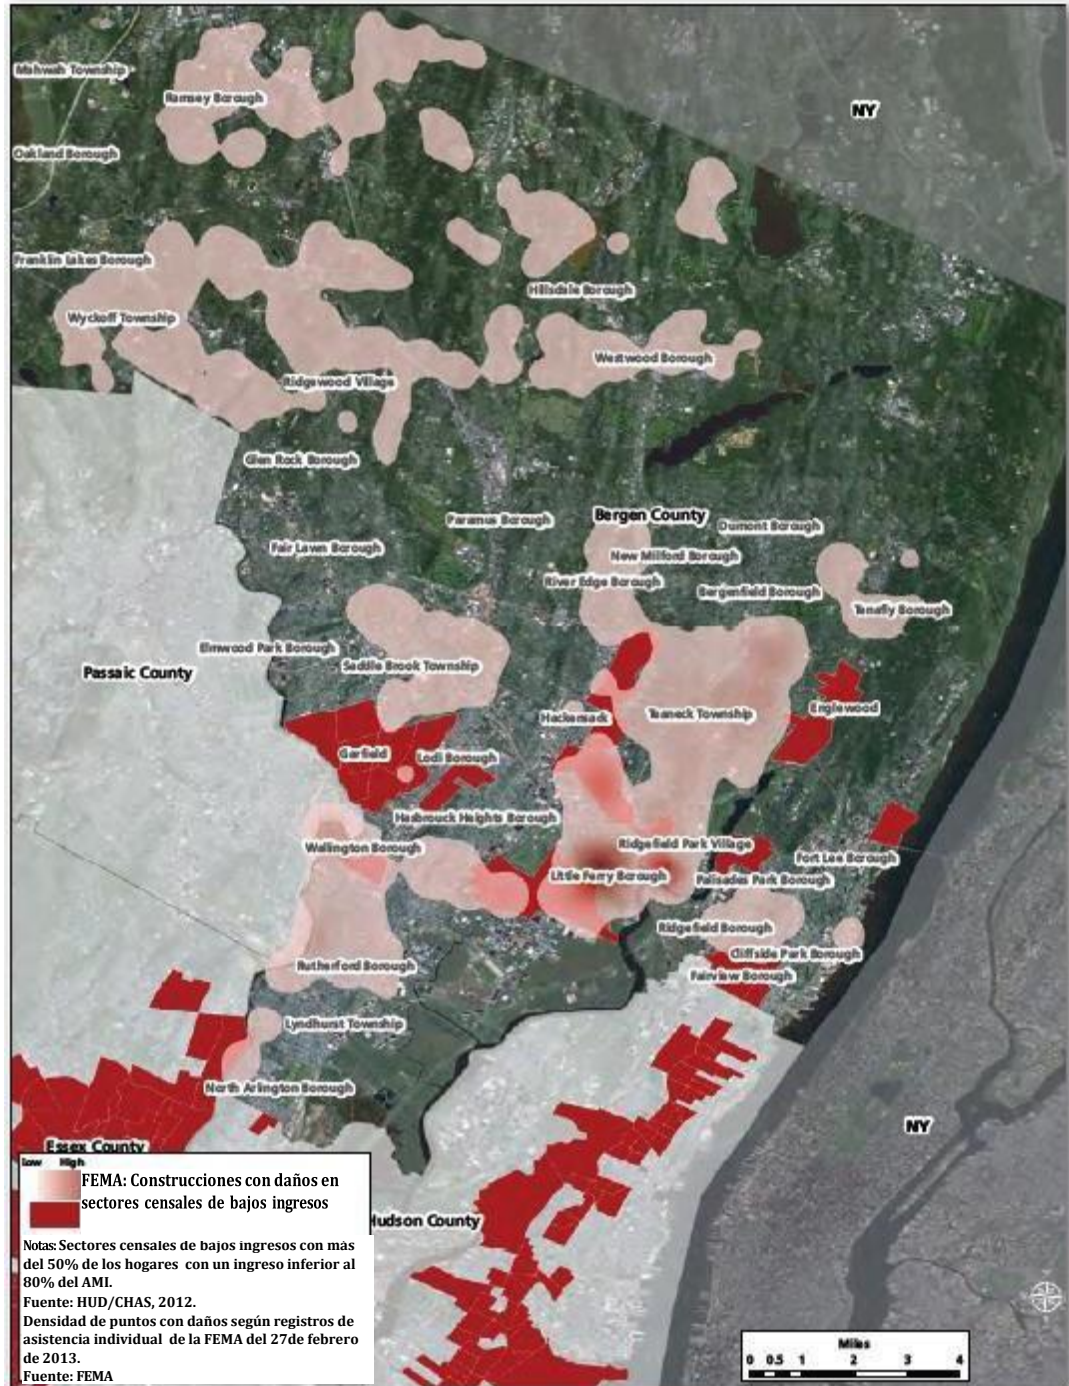 NY
Mahwah Township
Ramsey Borough
Oakland Borough
Franklin Lakes Borough
Hillsdale Borough
Wyckoff Township
Westwood Borough
Ridgewood Village
Glen Rock Borough
Paramus Borough
Bergen County
Dumont Borough
Fair Lawn Borough
New Milford Borough
River Edge Borough
Bergenfield Borough
Tenafly Borough
Elmwood Park Borough
Saddle Brook Township
Passaic County
Englewood
Hackensack
Teaneck Township
Garfield
Lodi Borough
Hasbrouck Heights Borough
Wallington Borough
Ridgefield Park Village
Fort Lee Borough
Little Ferry Borough
Palisades Park Borough
Ridgefield Borough
Cliffside Park Borough
Rutherford Borough
Fairview Borough
Lyndhurst Township
North Arlington Borough
NY
Essex County
Hudson County
Low High
FEMA: Construcciones con daños en
sectores censales de bajos ingresos
Notas: Sectores censales de bajos ingresos con más
del 50% de los hogares con un ingreso inferior al
80% del AMI.
Fuente: HUD/CHAS, 2012.
Densidad de puntos con daños según registros de
asistencia individual de la FEMA del 27de febrero
de 2013.
Fuente: FEMA
Miles
0 0.5 1 2 3 4